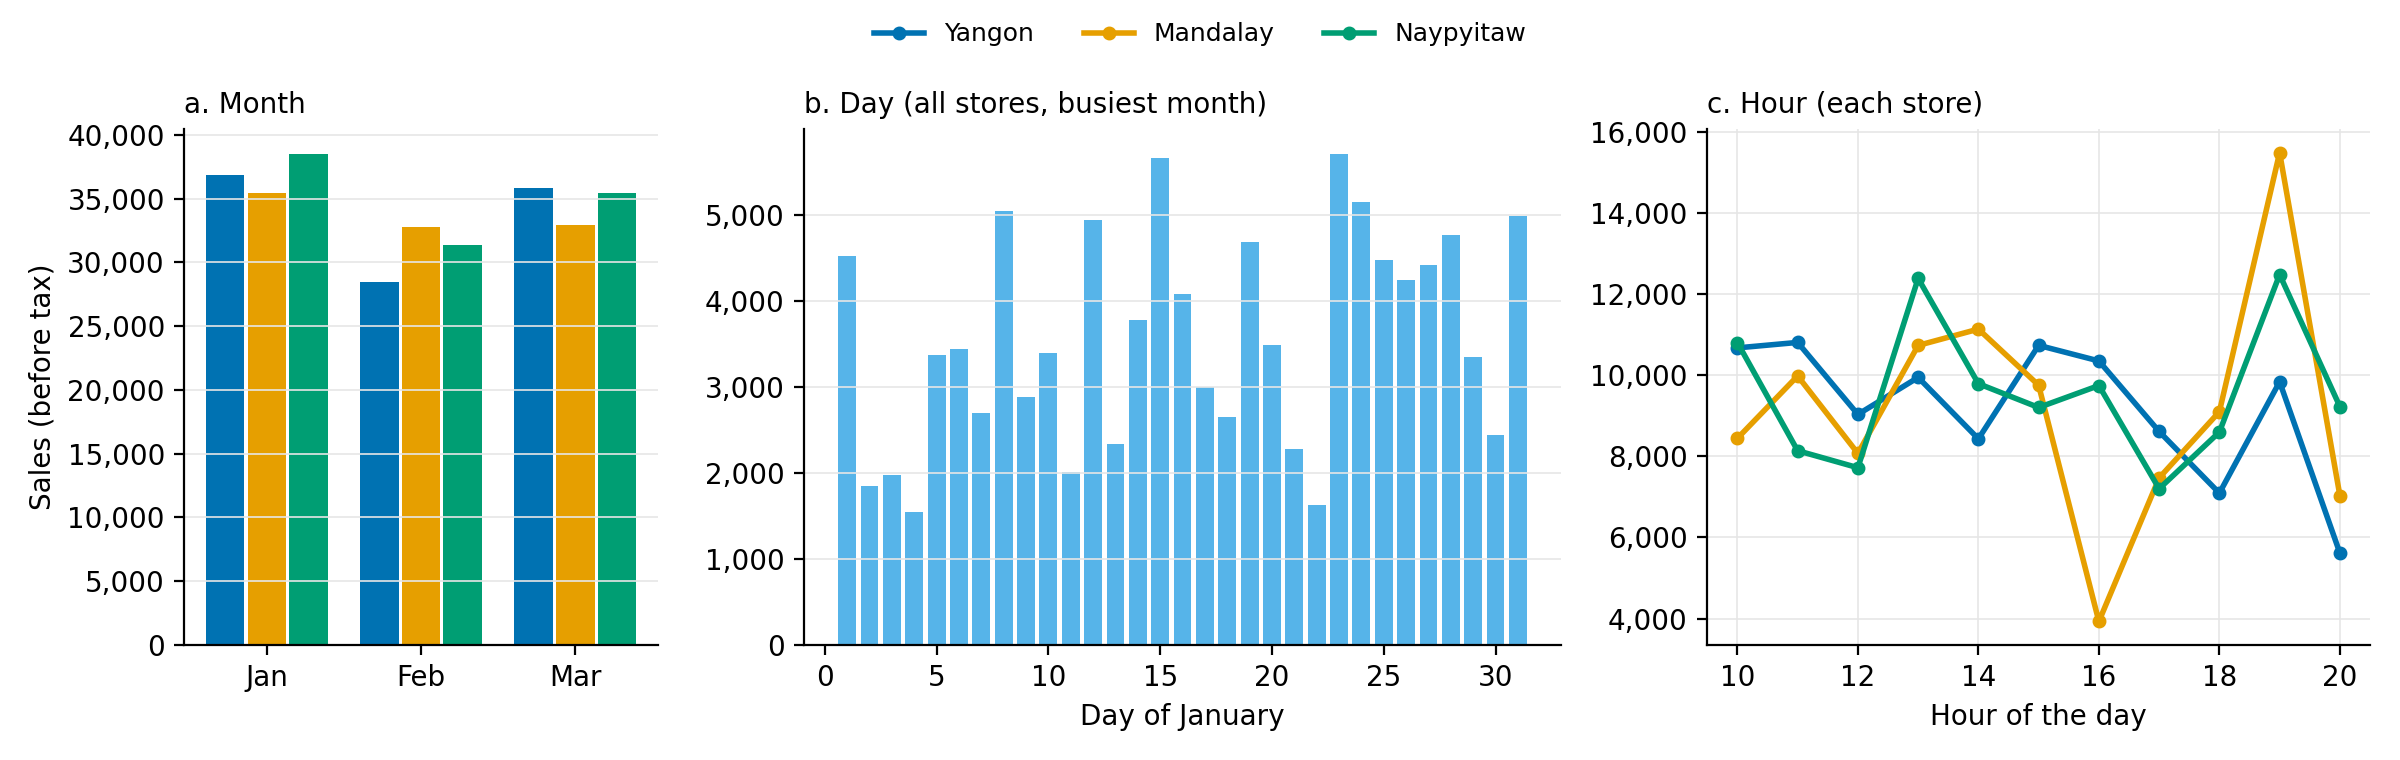 Yangon Mandalay Naypyitaw
a. Month
Sales (before tax)
40,000
35,000
30,000
25,000
20,000
15,000
10,000
5,000
0
Jan Feb Mar
b. Day (all stores, busiest month)
5,000
4,000
3,000
2,000
1,000
0
0 5 10 15 20 25 30
Day of January
c. Hour (each store)
16,000
14,000
12,000
10,000
8,000
6,000
4,000
10 12 14 16 18 20
Hour of the day